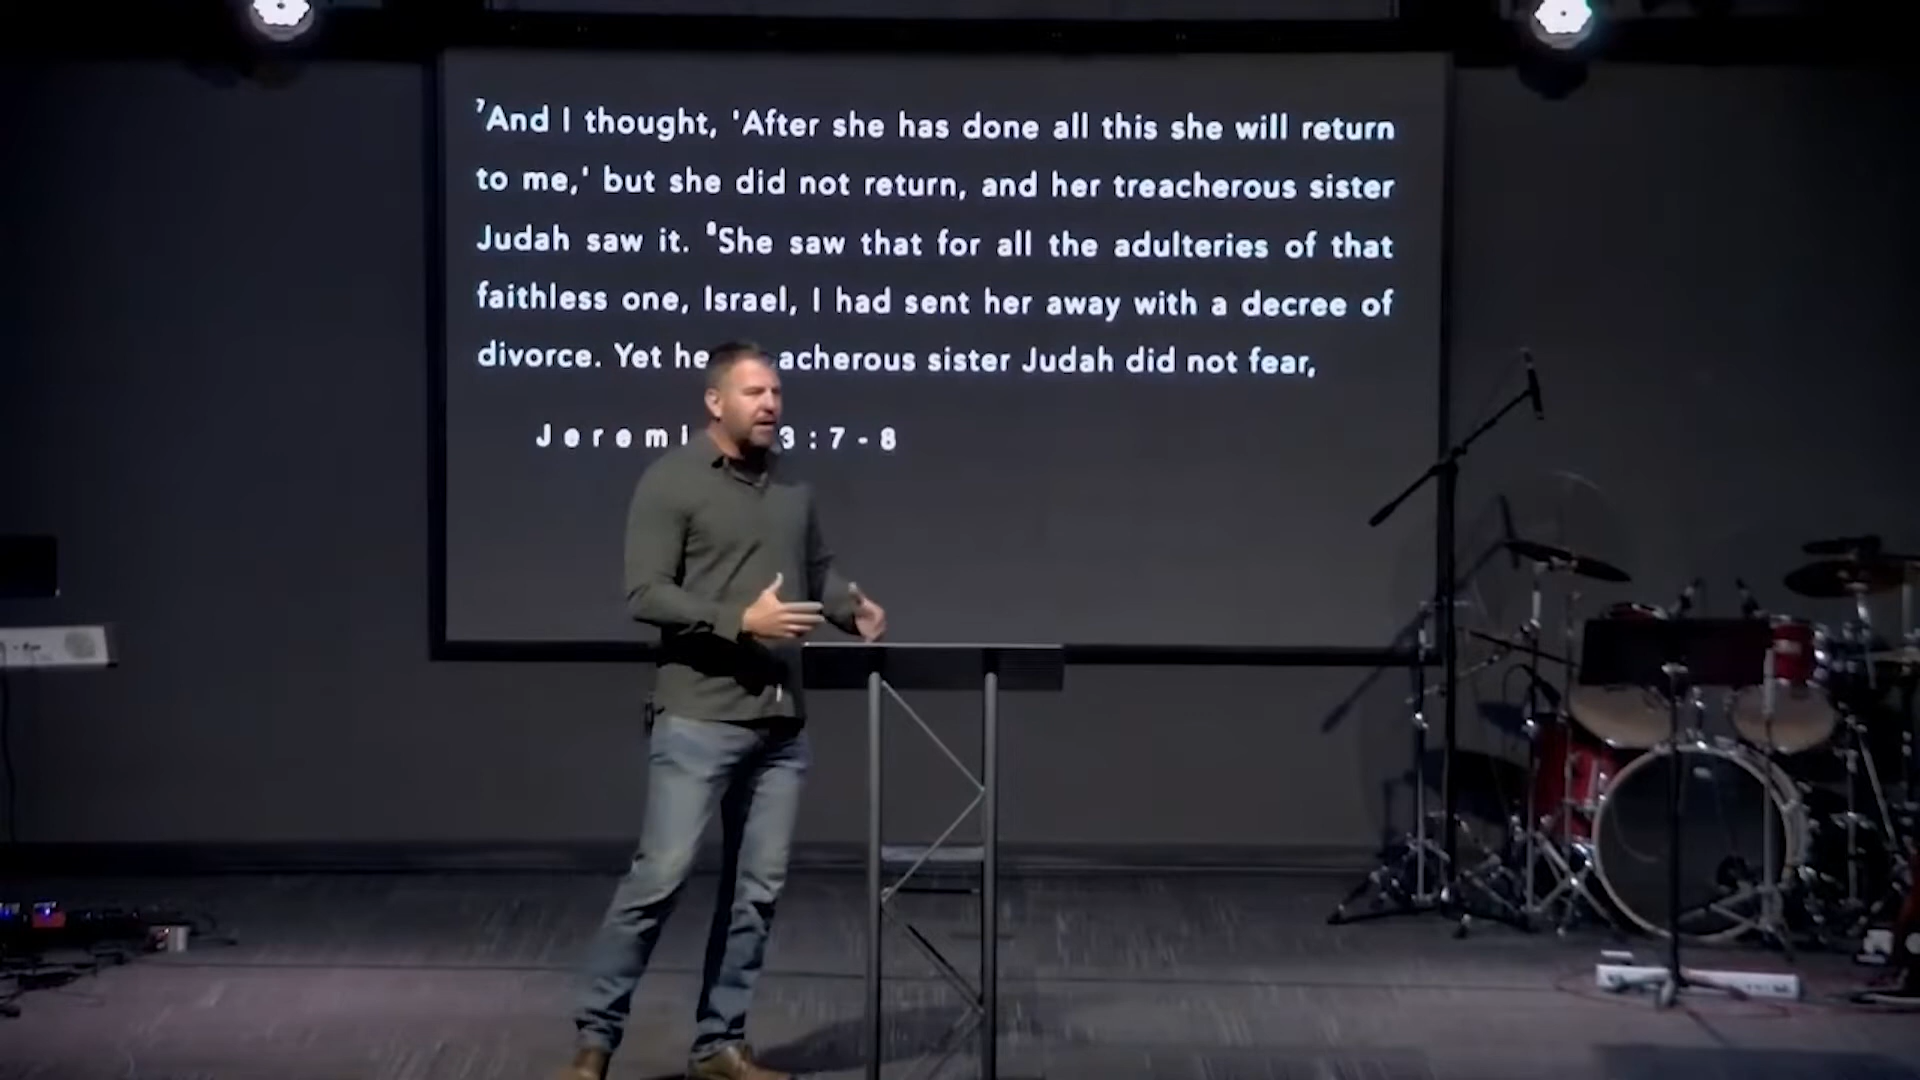 ⁷And I thought, 'After she has done all this she will return
to me,' but she did not return, and her treacherous sister
Judah saw it. ⁸She saw that for all the adulteries of that
faithless one, Israel, I had sent her away with a decree of
divorce. Yet he acherous sister Judah did not fear,
Jeremi 3:7-8